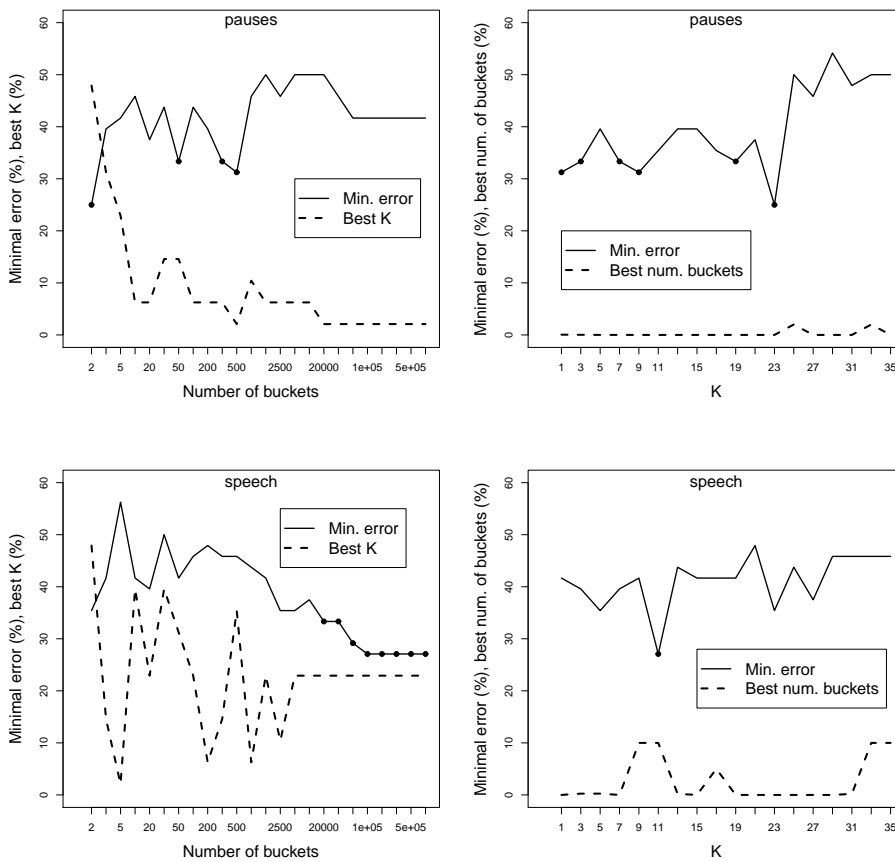 pauses
Minimal error (%), best K (%)
60
50
40
30
20
10
0
Min. error
Best K
2 5 20 50 200 500 2500 20000 1e+05 5e+05
Number of buckets
pauses
Minimal error (%), best num. of buckets (%)
60
50
40
30
20
10
0
Min. error
Best num. buckets
1 3 5 7 9 11 15 19 23 27 31 35
K
speech
Minimal error (%), best K (%)
60
50
40
30
20
10
0
Min. error
Best K
2 5 20 50 200 500 2500 20000 1e+05 5e+05
Number of buckets
speech
Minimal error (%), best num. of buckets (%)
60
50
40
30
20
10
0
Min. error
Best num. buckets
1 3 5 7 9 11 15 19 23 27 31 35
K